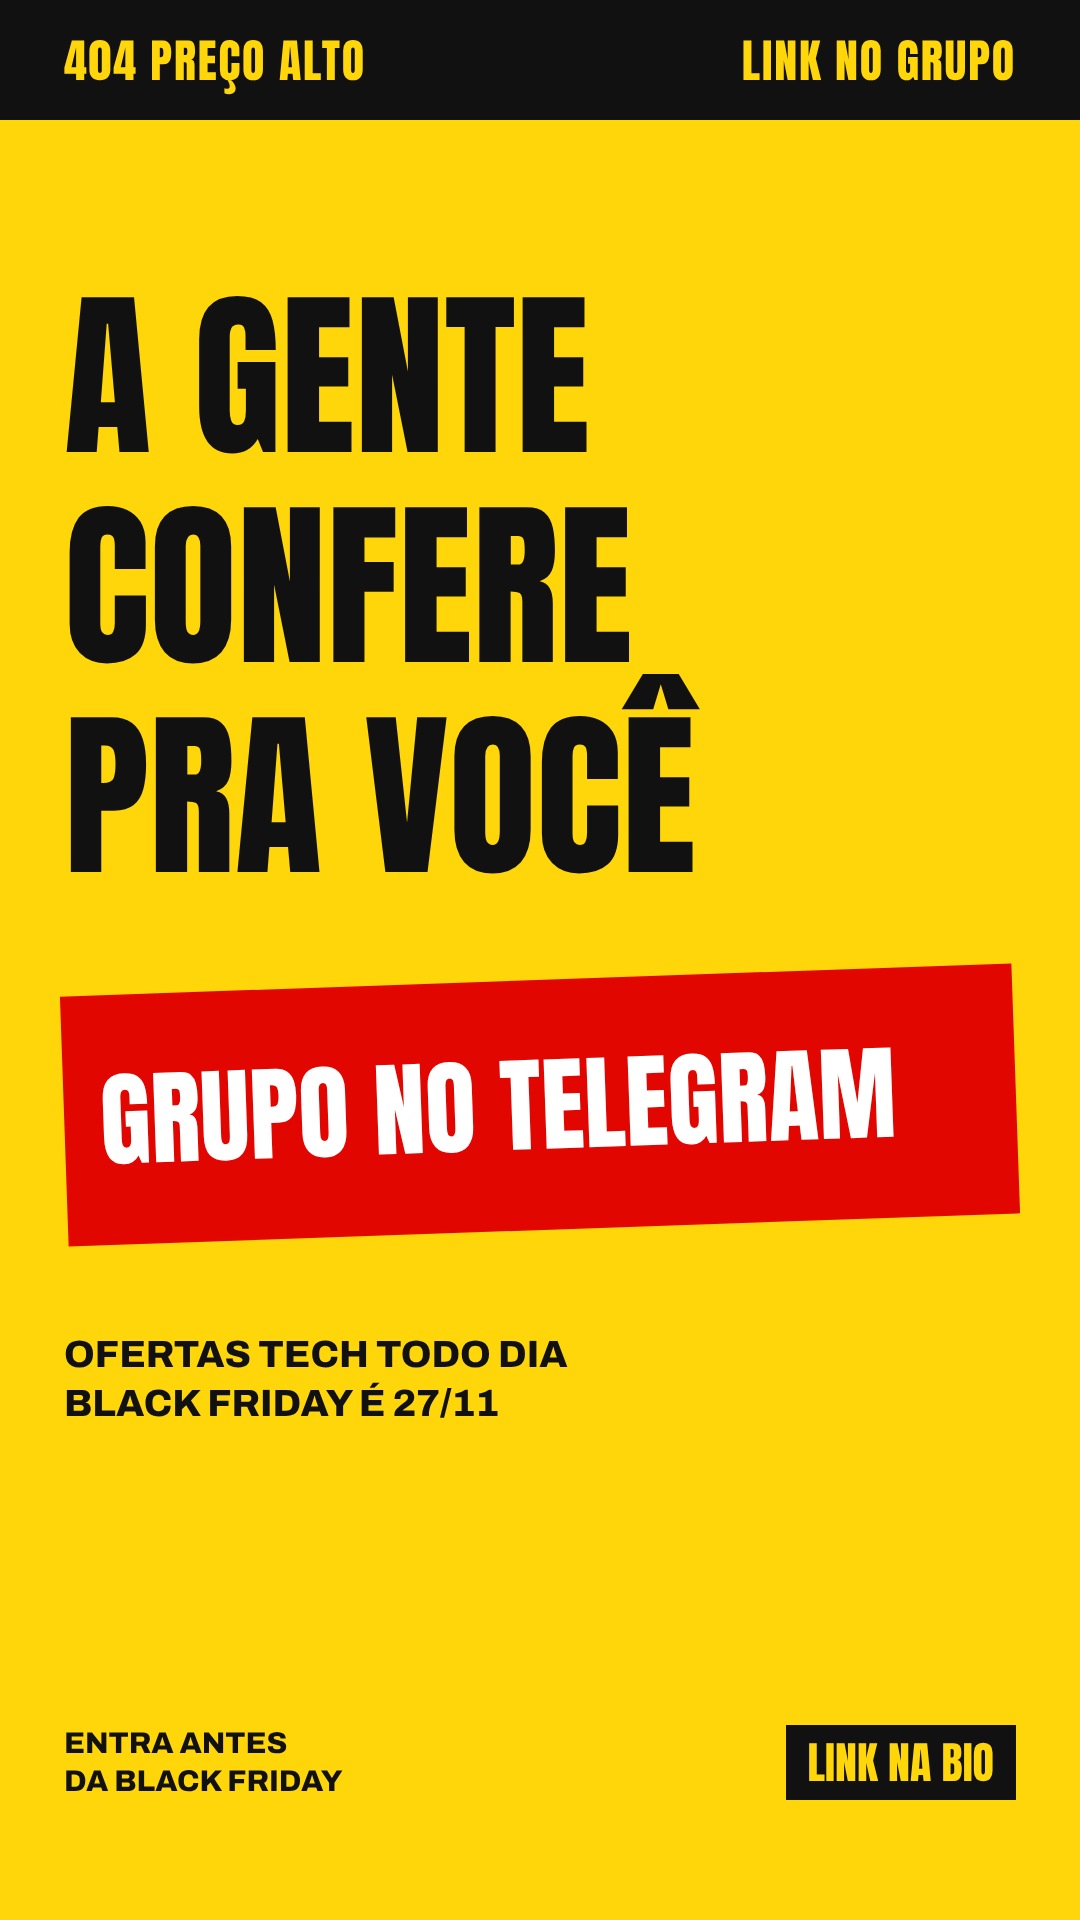 404 PREÇO ALTO
LINK NO GRUPO
A GENTE
CONFERE
PRA VOCÊ
GRUPO NO TELEGRAM
OFERTAS TECH TODO DIA
BLACK FRIDAY É 27/11
ENTRA ANTES
DA BLACK FRIDAY
LINK NA BIO